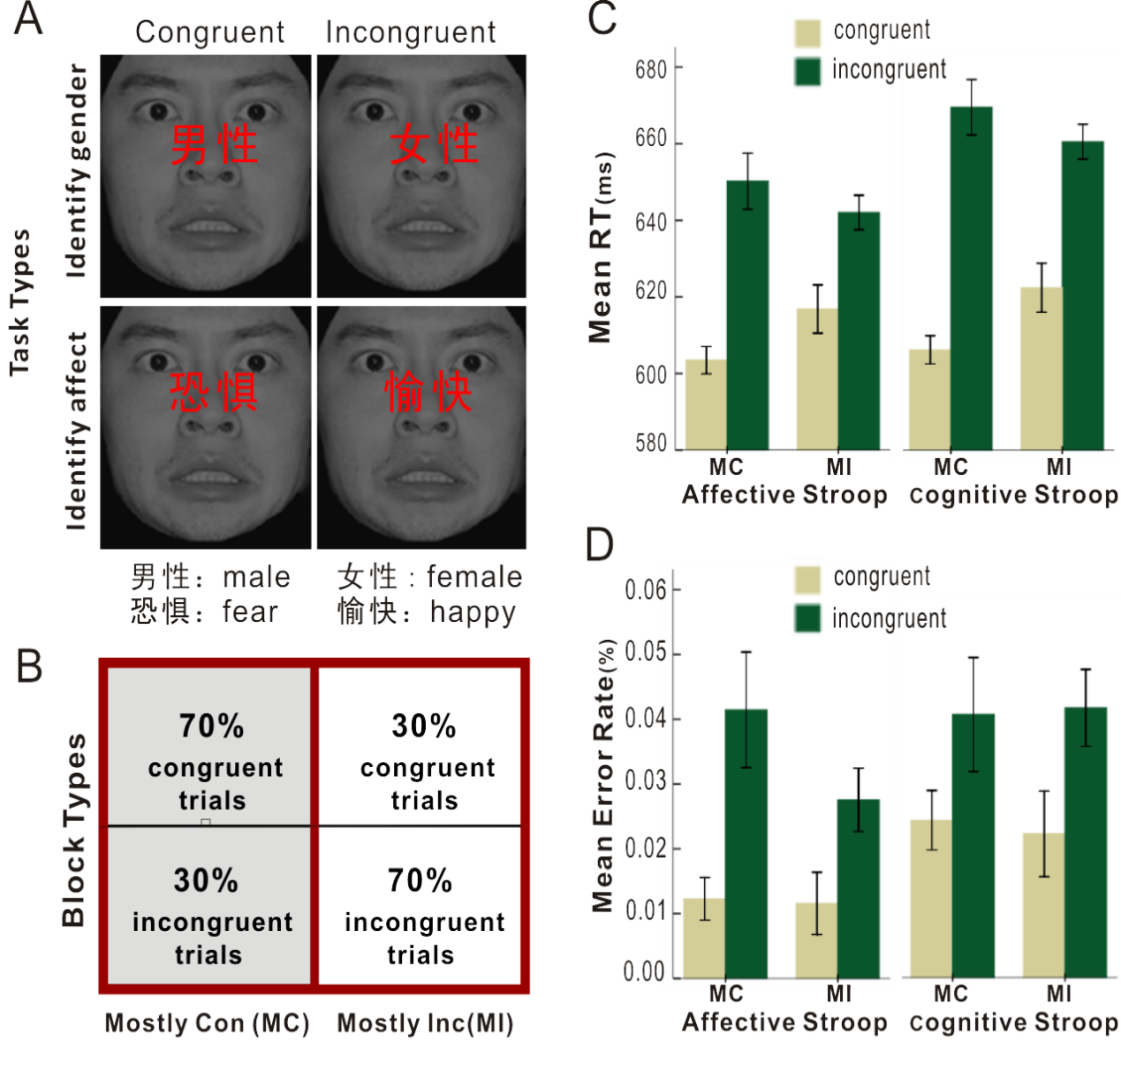 A
Congruent
Incongruent
Task Types
Identify gender
男性
女性
Identify affect
恐惧
愉快
男性：male
女性 : female
恐惧：fear
愉快：happy
B
Block Types
70%
congruent
trials
30%
congruent
trials
30%
incongruent
trials
70%
incongruent
trials
Mostly Con (MC)
Mostly Inc(MI)
C
congruent
incongruent
Mean RT(ms)
680
660
640
620
600
580
MC
MI
MC
MI
Affective Stroop
Cognitive Stroop
D
congruent
incongruent
Mean Error Rate(%)
0.06
0.05
0.04
0.03
0.02
0.01
0.00
MC
MI
MC
MI
Affective Stroop
Cognitive Stroop